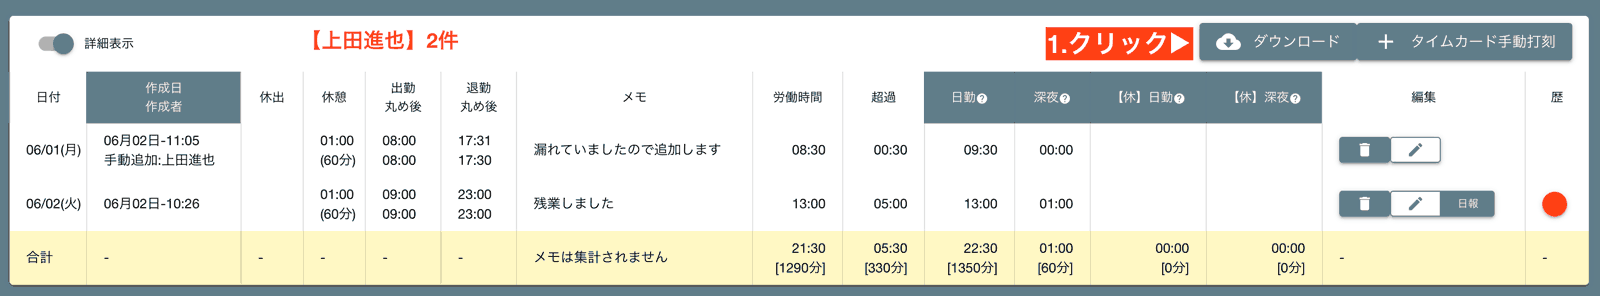 詳細表示
【上田進也】2件
1.クリック▶
ダウンロード
+ タイムカード手動打刻
日付
作成日
作成者
休出
休憩
出勤
丸め後
退勤
丸め後
メモ
労働時間
超過
日勤?
深夜?
【休】日勤?
【休】深夜?
編集
歴
06/01(月)
06月02日-11:05
手動追加:上田進也
01:00
(60分)
08:00
08:00
17:31
17:30
漏れていましたので追加します
08:30
00:30
09:30
00:00
06/02(火)
06月02日-10:26
01:00
(60分)
09:00
09:00
23:00
23:00
残業しました
13:00
05:00
13:00
01:00
日報
合計
-
-
-
-
-
メモは集計されません
21:30
[1290分]
05:30
[330分]
22:30
[1350分]
01:00
[60分]
00:00
[0分]
00:00
[0分]
-
-